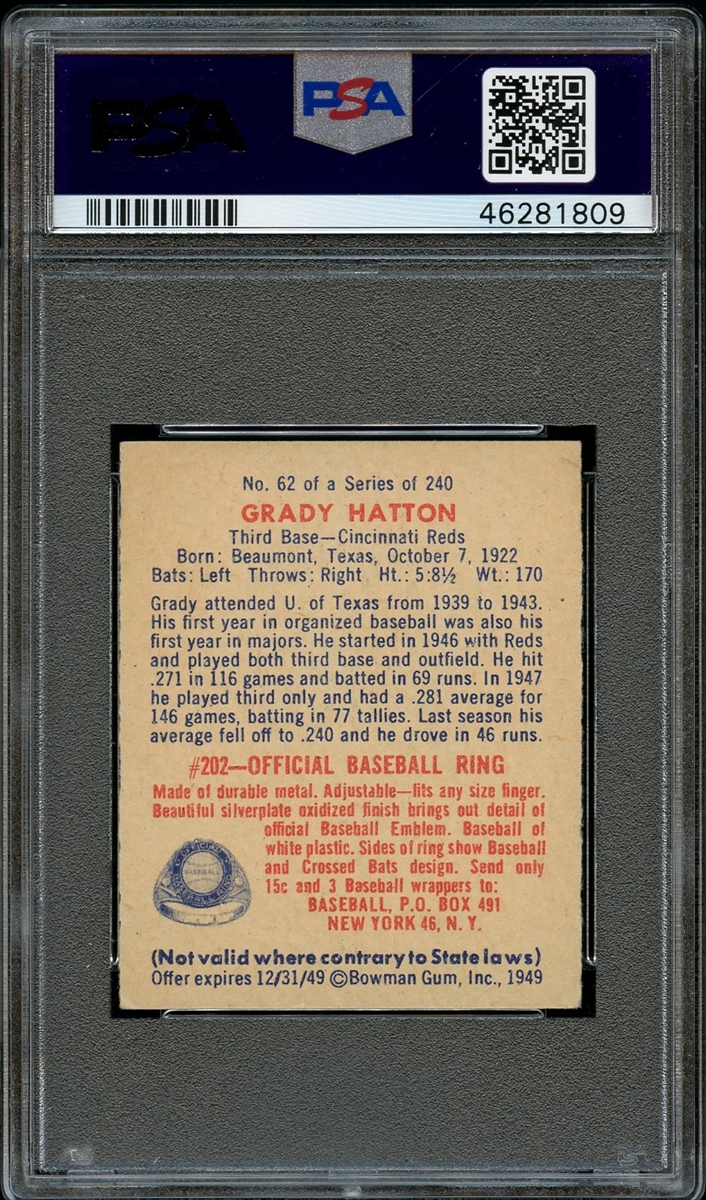 PSA
PSA
46281809
No. 62 of a Series of 240
GRADY HATTON
Third Base—Cincinnati Reds
Born: Beaumont, Texas, October 7, 1922
Bats: Left Throws: Right Ht.: 5:8½ Wt.: 170
Grady attended U. of Texas from 1939 to 1943.
His first year in organized baseball was also his
first year in majors. He started in 1946 with Reds
and played both third base and outfield. He hit
.271 in 116 games and batted in 69 runs. In 1947
he played third only and had a .281 average for
146 games, batting in 77 tallies. Last season his
average fell off to .240 and he drove in 46 runs.
#202—OFFICIAL BASEBALL RING
Made of durable metal. Adjustable—fits any size finger.
Beautiful silverplate oxidized finish brings out detail of
official Baseball Emblem. Baseball of
white plastic. Sides of ring show Baseball
and Crossed Bats design. Send only
15c and 3 Baseball wrappers to:
BASEBALL, P.O. BOX 491
NEW YORK 46, N. Y.
OFFICIAL
BASEBALL
BASEBALL RING
(Not valid where contrary to State laws)
Offer expires 12/31/49 ©Bowman Gum, Inc., 1949